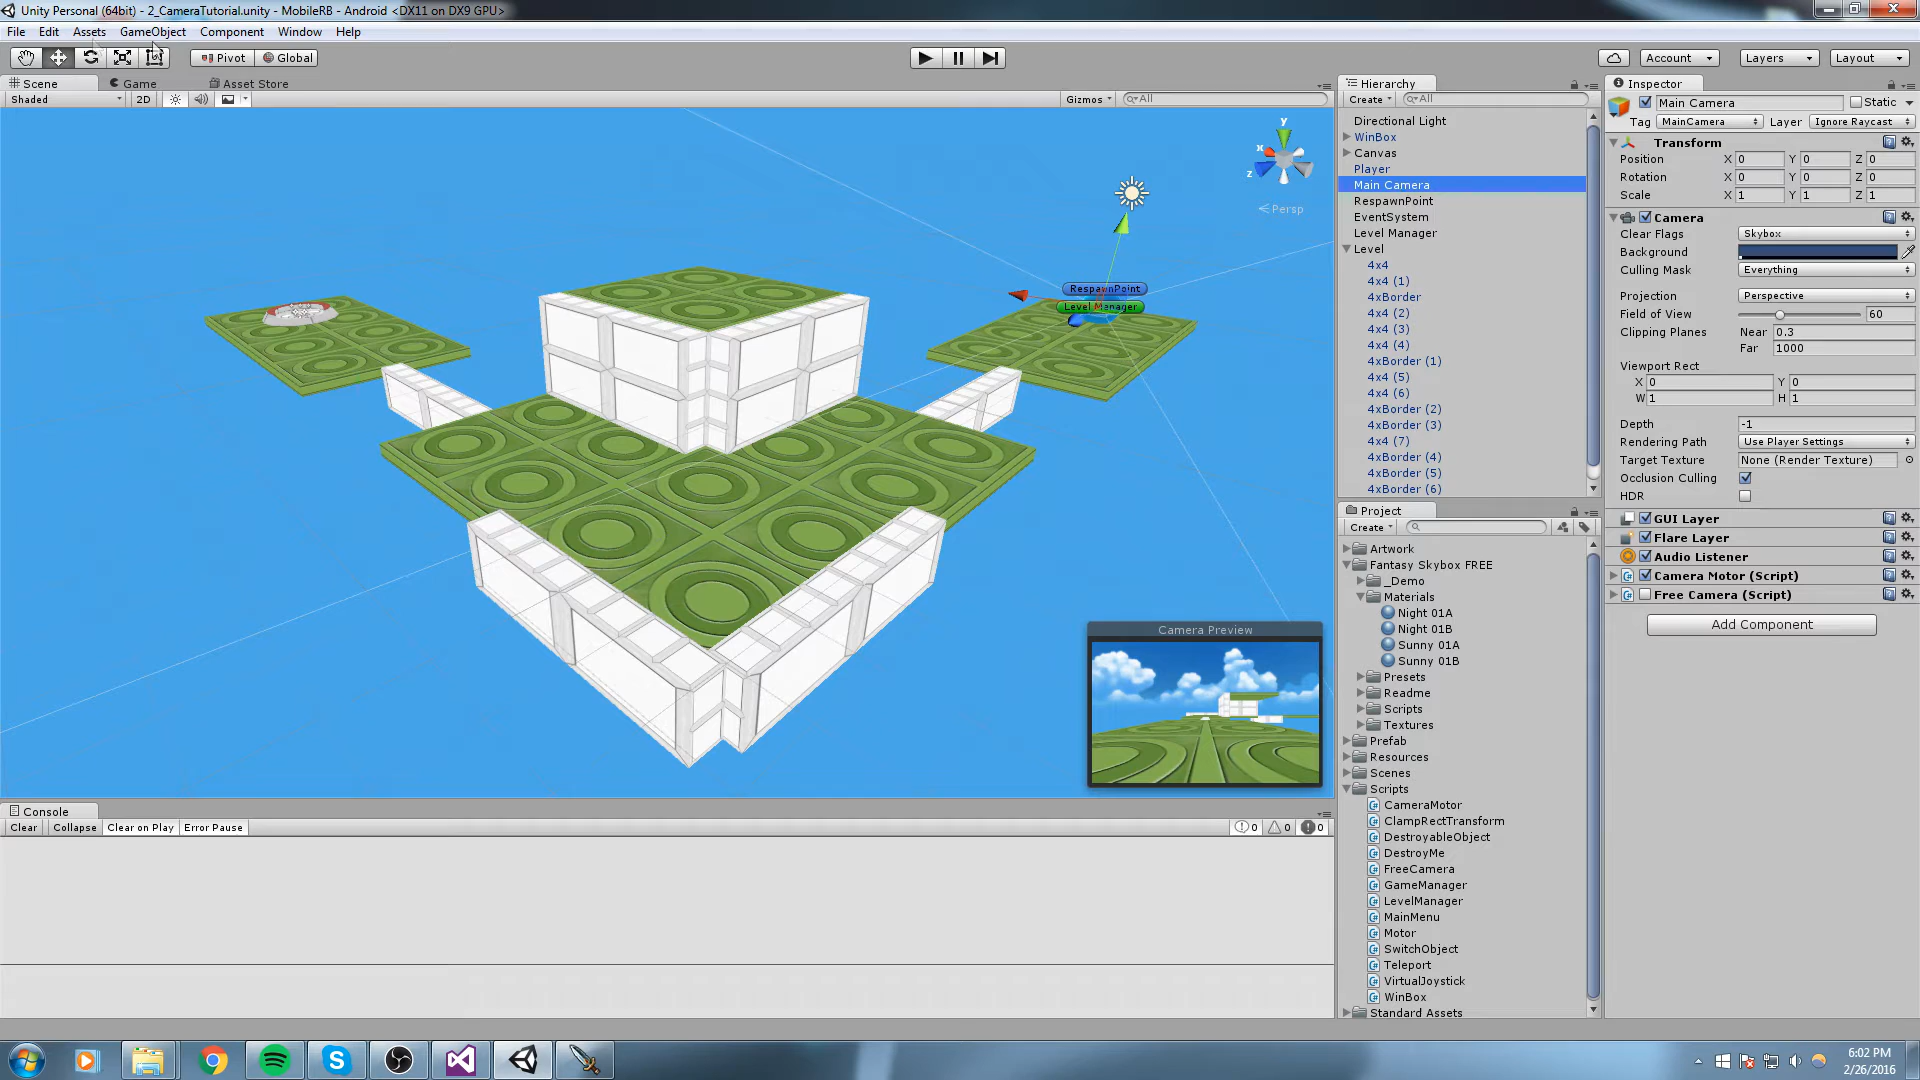 Unity Personal (64bit) - 2_CameraTutorial.unity - MobileRB - Android <DX11 on DX9 GPU>
File Edit Assets GameObject Component Window Help
Pivot Global Account Layers Layout
Scene Game Asset Store
Shaded 2D Gizmos All
y
x
z
Persp
RespawnPoint
Level Manager
Camera Preview
Console
Clear Collapse Clear on Play Error Pause 0 0 0
Hierarchy
Create All
Directional Light
WinBox
Canvas
Player
Main Camera
RespawnPoint
EventSystem
Level Manager
Level
4x4
4x4 (1)
4xBorder
4x4 (2)
4x4 (3)
4x4 (4)
4xBorder (1)
4x4 (5)
4x4 (6)
4xBorder (2)
4xBorder (3)
4x4 (7)
4xBorder (4)
4xBorder (5)
4xBorder (6)
Project
Create
Artwork
Fantasy Skybox FREE
_Demo
Materials
Night 01A
Night 01B
Sunny 01A
Sunny 01B
Presets
Readme
Scripts
Textures
Prefab
Resources
Scenes
Scripts
CameraMotor
ClampRectTransform
DestroyableObject
DestroyMe
FreeCamera
GameManager
LevelManager
MainMenu
Motor
SwitchObject
Teleport
VirtualJoystick
WinBox
Standard Assets
Inspector
Main Camera Static
Tag MainCamera Layer Ignore Raycast
Transform
Position X 0 Y 0 Z 0
Rotation X 0 Y 0 Z 0
Scale X 1 Y 1 Z 1
Camera
Clear Flags Skybox
Background
Culling Mask Everything
Projection Perspective
Field of View 60
Clipping Planes Near 0.3
Far 1000
Viewport Rect
X 0 Y 0
W 1 H 1
Depth -1
Rendering Path Use Player Settings
Target Texture None (Render Texture)
Occlusion Culling
HDR
GUI Layer
Flare Layer
Audio Listener
Camera Motor (Script)
Free Camera (Script)
Add Component
6:02 PM
2/26/2016